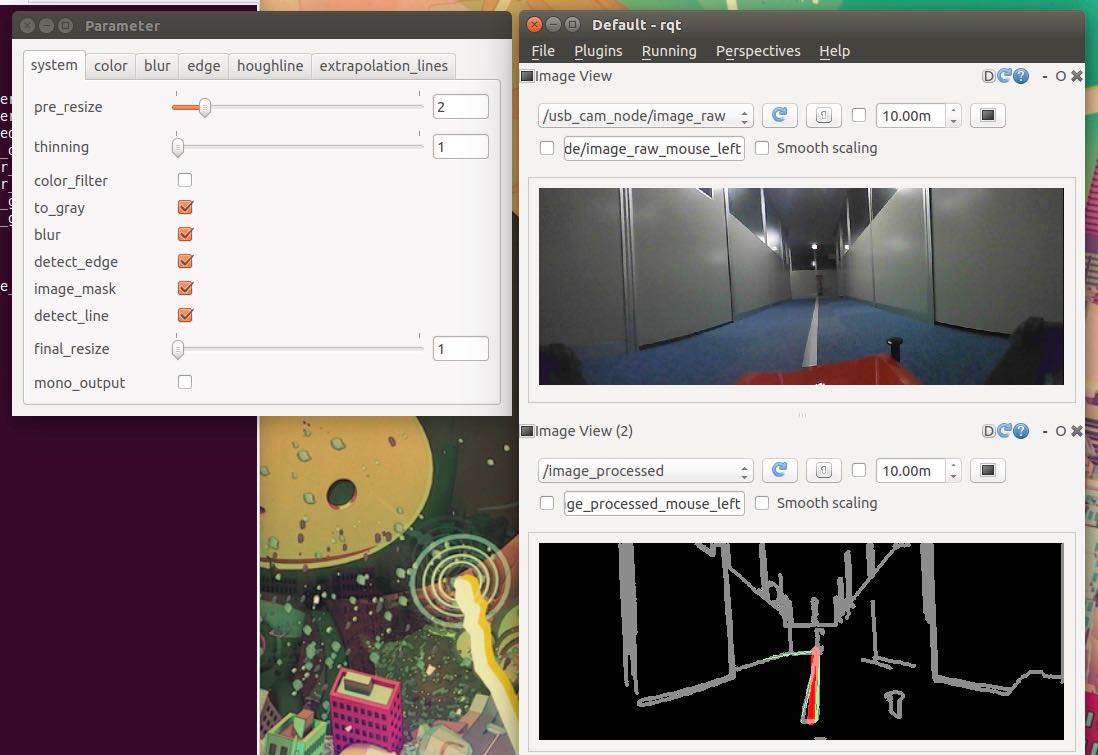 Parameter
system color blur edge houghline extrapolation_lines
pre_resize 2
thinning 1
color_filter
to_gray
blur
detect_edge
image_mask
detect_line
final_resize 1
mono_output
Default - rqt
File Plugins Running Perspectives Help
Image View D ? - O
/usb_cam_node/image_raw 10.00m
de/image_raw_mouse_left Smooth scaling
Image View (2) D ? - O
/image_processed 10.00m
ge_processed_mouse_left Smooth scaling